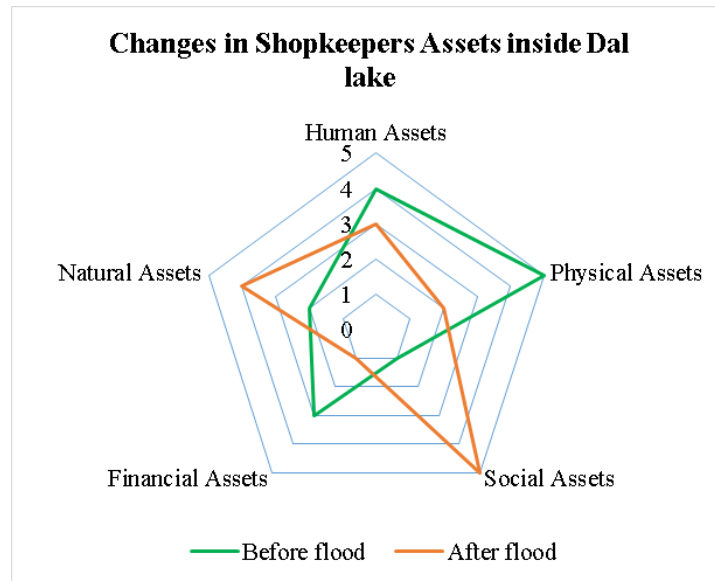 Changes in Shopkeepers Assets inside Dal
lake
Human Assets
5
4
3
2
1
0
Natural Assets
Physical Assets
Financial Assets
Social Assets
Before flood
After flood